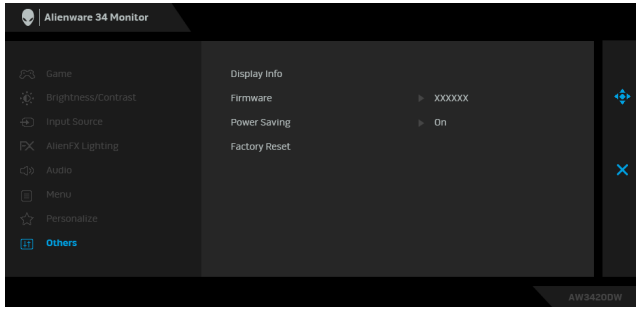 Alienware 34 Monitor
Game
Brightness/Contrast
Input Source
AlienFX Lighting
Audio
Menu
Personalize
Others
Display Info
Firmware XXXXXX
Power Saving On
Factory Reset
AW3420DW